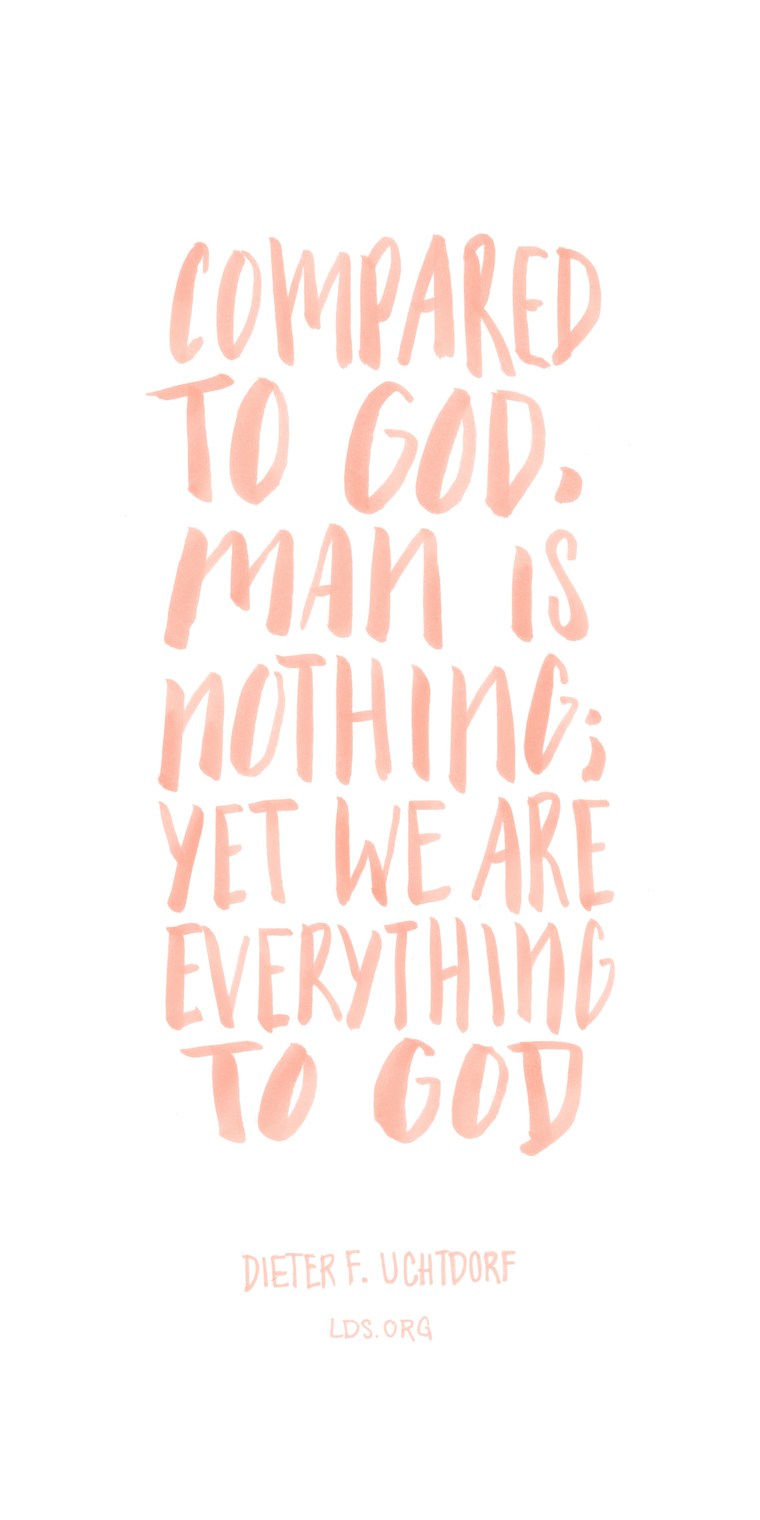 COMPARED
TO GOD,
MAN IS
NOTHING;
YET WE ARE
EVERYTHING
TO GOD
DIETER F. UCHTDORF
LDS.ORG